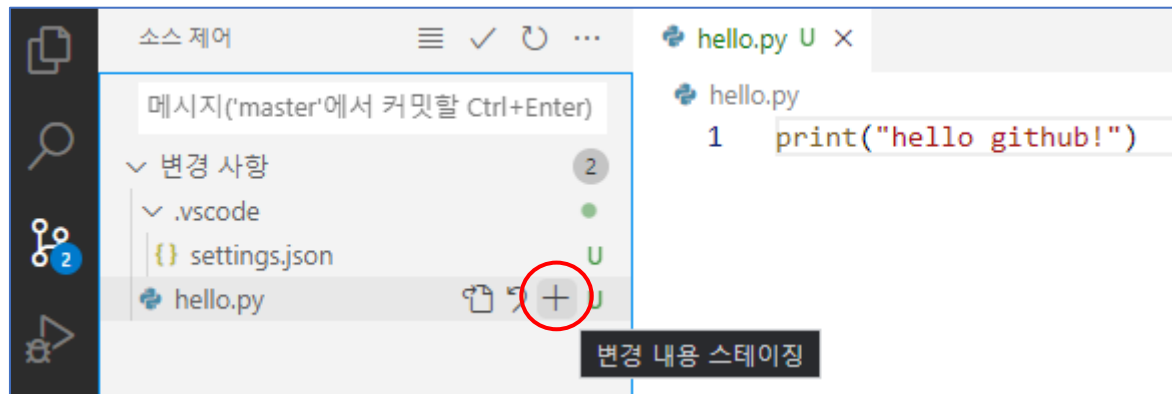 소스 제어
메시지('master'에서 커밋할 Ctrl+Enter)
변경 사항 2
.vscode
{} settings.json U
hello.py U
2
변경 내용 스테이징
hello.py U
hello.py
1 print("hello github!")